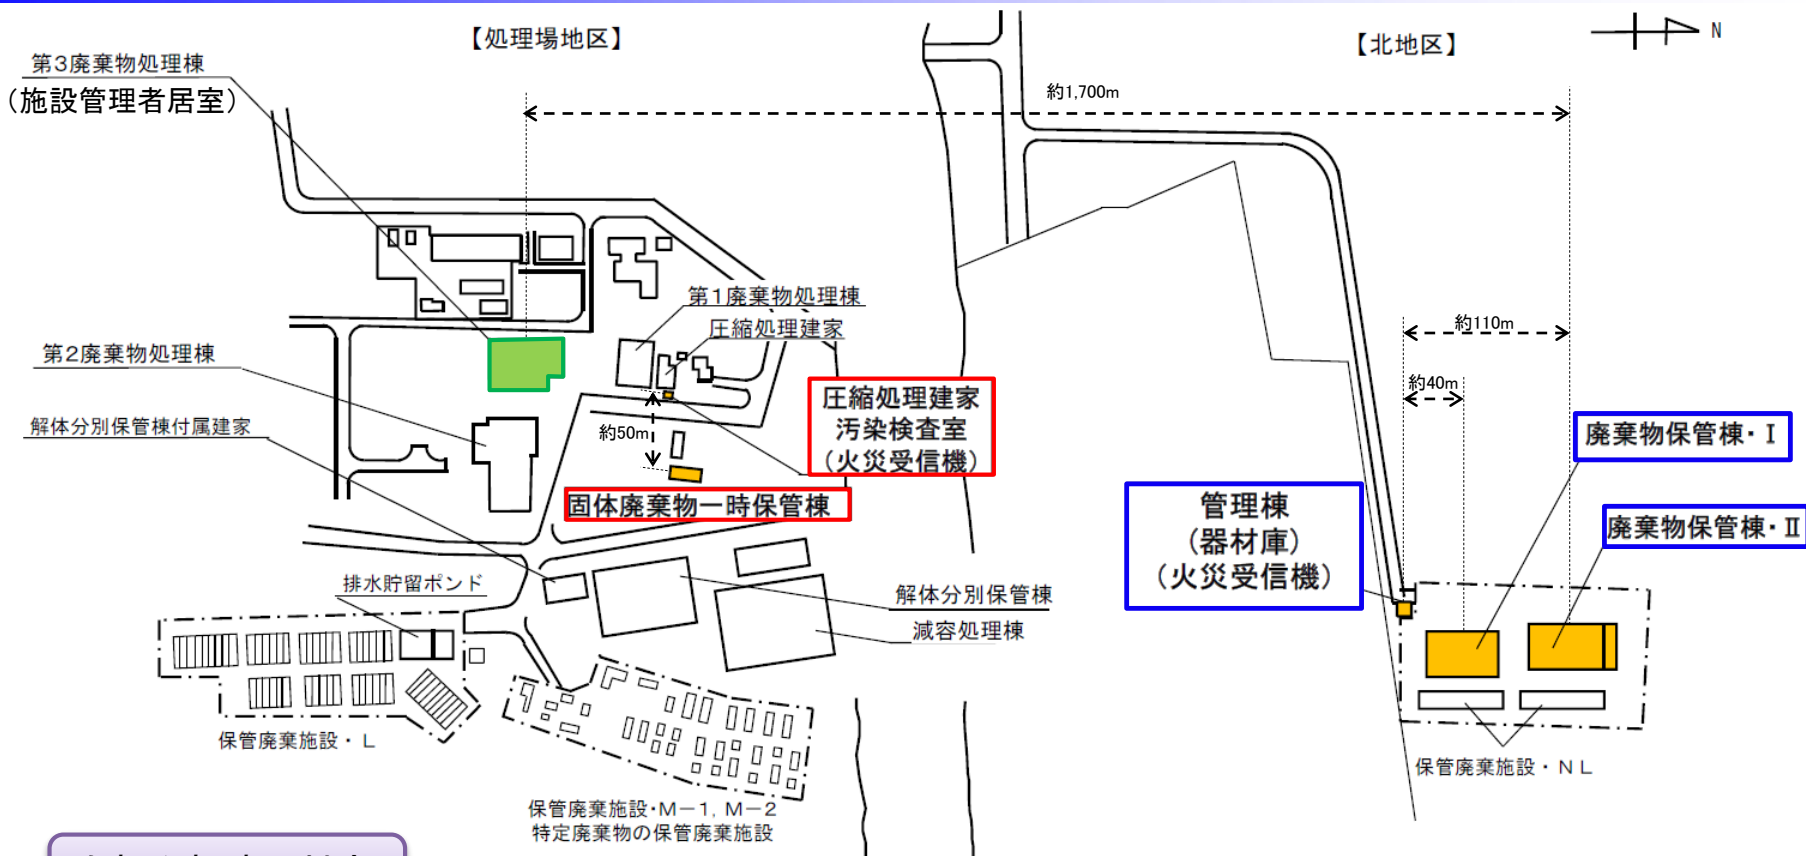 【処理場地区】
【北地区】
N
第3廃棄物処理棟
（施設管理者居室）
約1,700m
第1廃棄物処理棟
圧縮処理建家
約110m
第2廃棄物処理棟
約40m
圧縮処理建家
汚染検査室
（火災受信機）
解体分別保管棟付属建家
約50m
廃棄物保管棟・Ⅰ
固体廃棄物一時保管棟
管理棟
（器材庫）
（火災受信機）
廃棄物保管棟・Ⅱ
排水貯留ポンド
解体分別保管棟
減容処理棟
保管廃棄施設・Ｌ
保管廃棄施設・ＮＬ
保管廃棄施設・Ｍ－１，Ｍ－２
特定廃棄物の保管廃棄施設